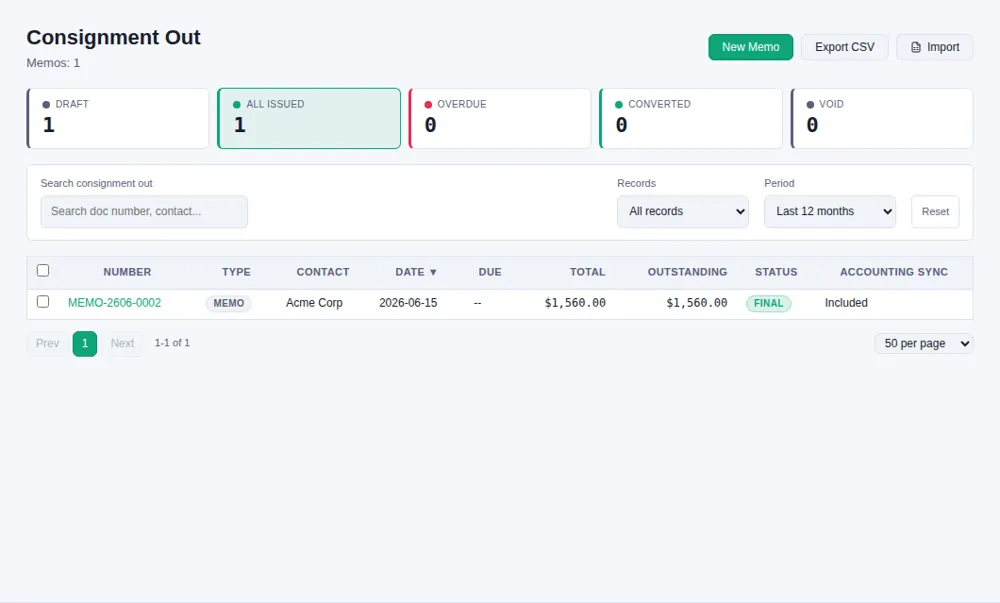 Consignment Out
Memos: 1
New Memo
Export CSV
Import
DRAFT
1
ALL ISSUED
1
OVERDUE
0
CONVERTED
0
VOID
0
Search consignment out
Search doc number, contact...
Records
All records
Period
Last 12 months
Reset
NUMBER TYPE CONTACT DATE ▼ DUE TOTAL OUTSTANDING STATUS ACCOUNTING SYNC
MEMO-2606-0002 MEMO Acme Corp 2026-06-15 -- $1,560.00 $1,560.00 FINAL Included
Prev 1 Next 1-1 of 1
50 per page